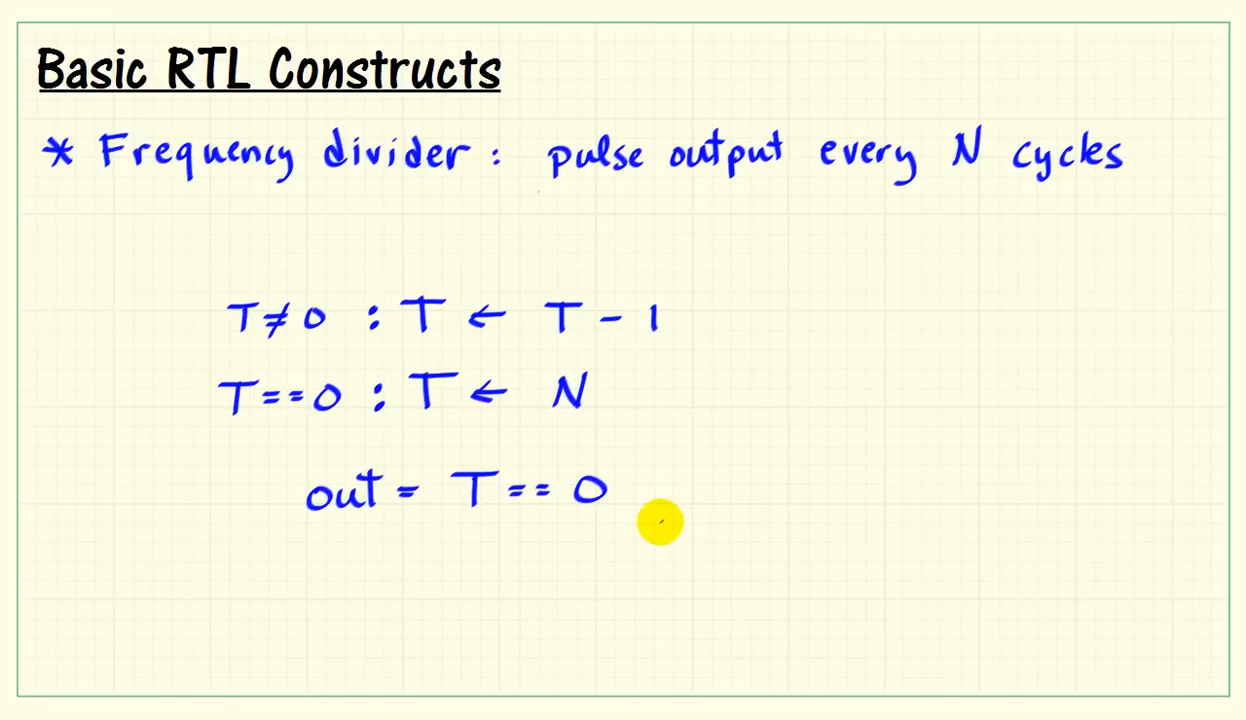 Basic RTL Constructs
* Frequency divider : pulse output every N cycles
T≠0 : T ← T - 1
T==0 : T ← N
out = T == 0